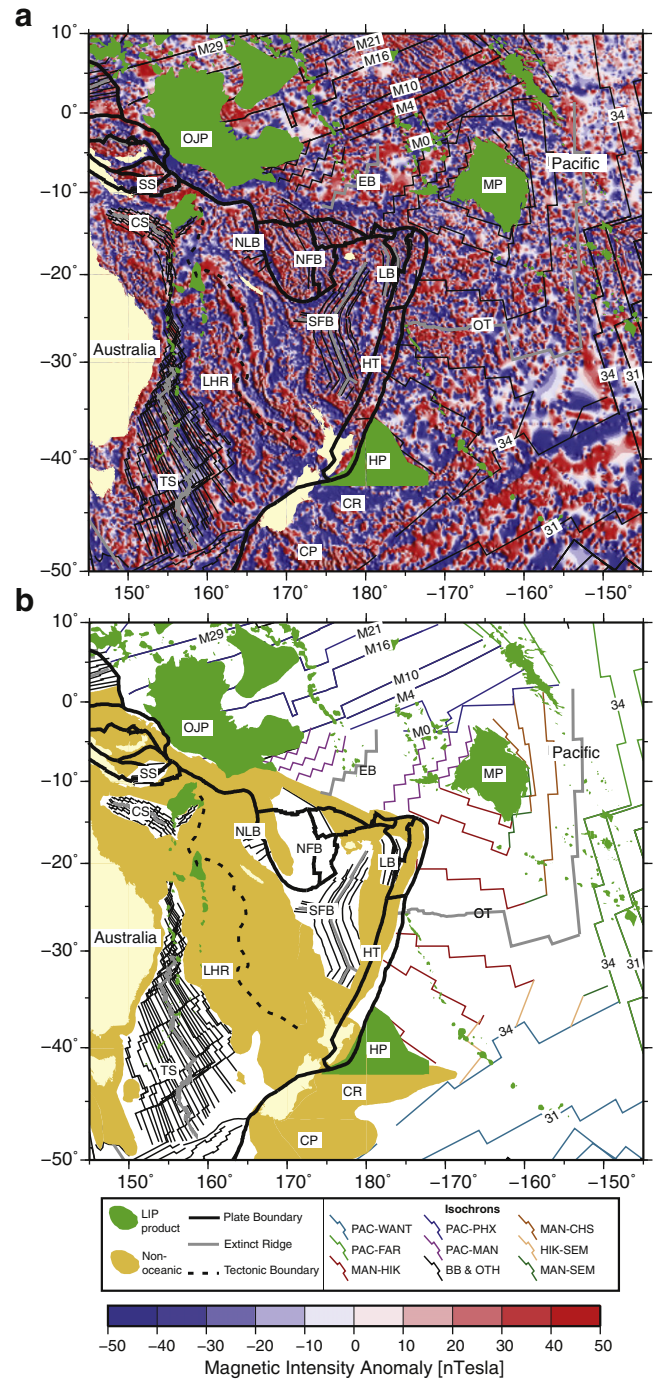 a
10°
0°
−10°
−20°
−30°
−40°
−50°
M29
M21
M16
M10
M4
M0
34
OJP
Pacific
SS
EB
MP
CS
NLB
NFB
LB
SFB
OT
Australia
HT
34
31
LHR
34
HP
TS
CR
31
CP
150°
160°
170°
180°
−170°
−160°
−150°
b
10°
0°
−10°
−20°
−30°
−40°
−50°
M29
M21
M16
M10
M4
M0
34
OJP
Pacific
SS
EB
MP
CS
NLB
NFB
LB
SFB
OT
Australia
HT
34
31
LHR
34
HP
TS
CR
31
CP
150°
160°
170°
180°
−170°
−160°
−150°
LIP
product
Non-
oceanic
Plate Boundary
Extinct Ridge
Tectonic Boundary
Isochrons
PAC-WANT
PAC-PHX
MAN-CHS
PAC-FAR
PAC-MAN
HIK-SEM
MAN-HIK
BB & OTH
MAN-SEM
−50 −40 −30 −20 −10 0 10 20 30 40 50
Magnetic Intensity Anomaly [nTesla]